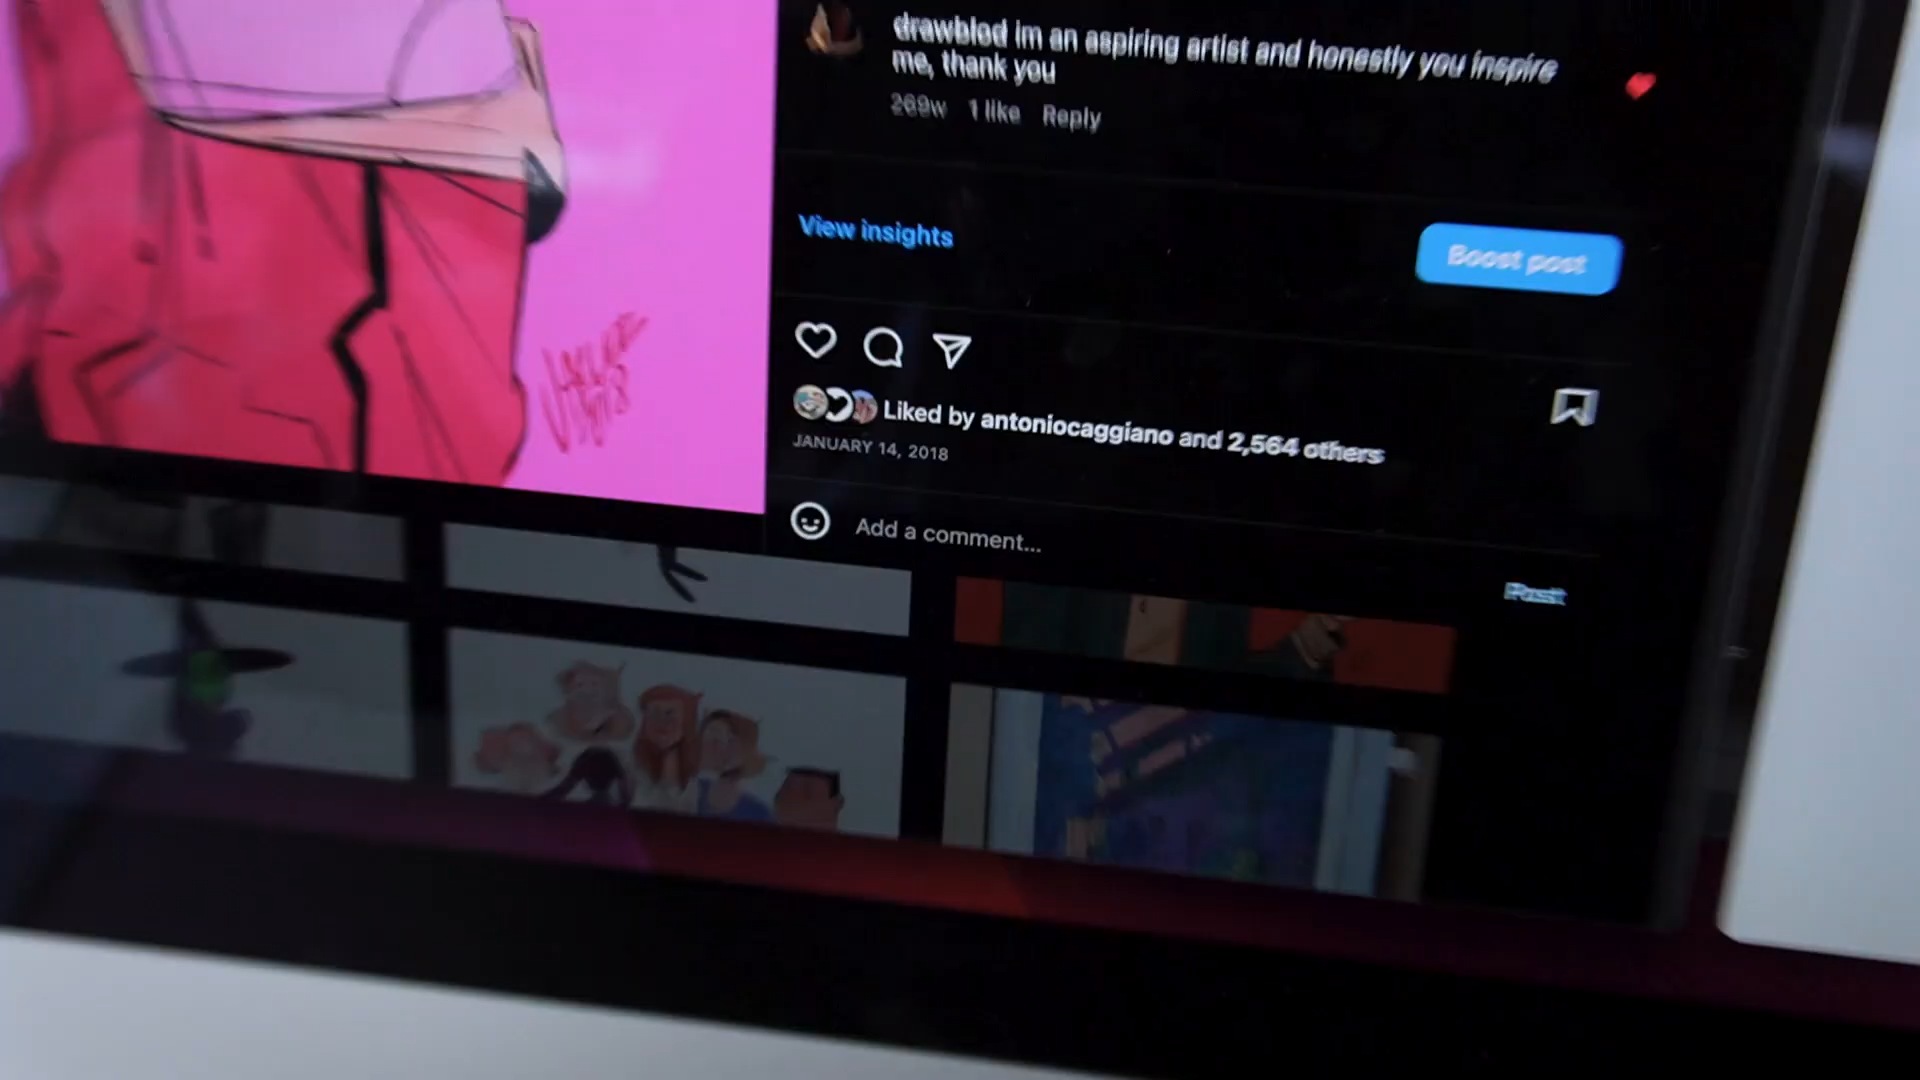 drawblod im an aspiring artist and honestly you inspire
me, thank you
269w 1 like Reply
View insights
Boost post
Liked by antoniocaggiano and 2,564 others
JANUARY 14, 2018
Add a comment...
Post